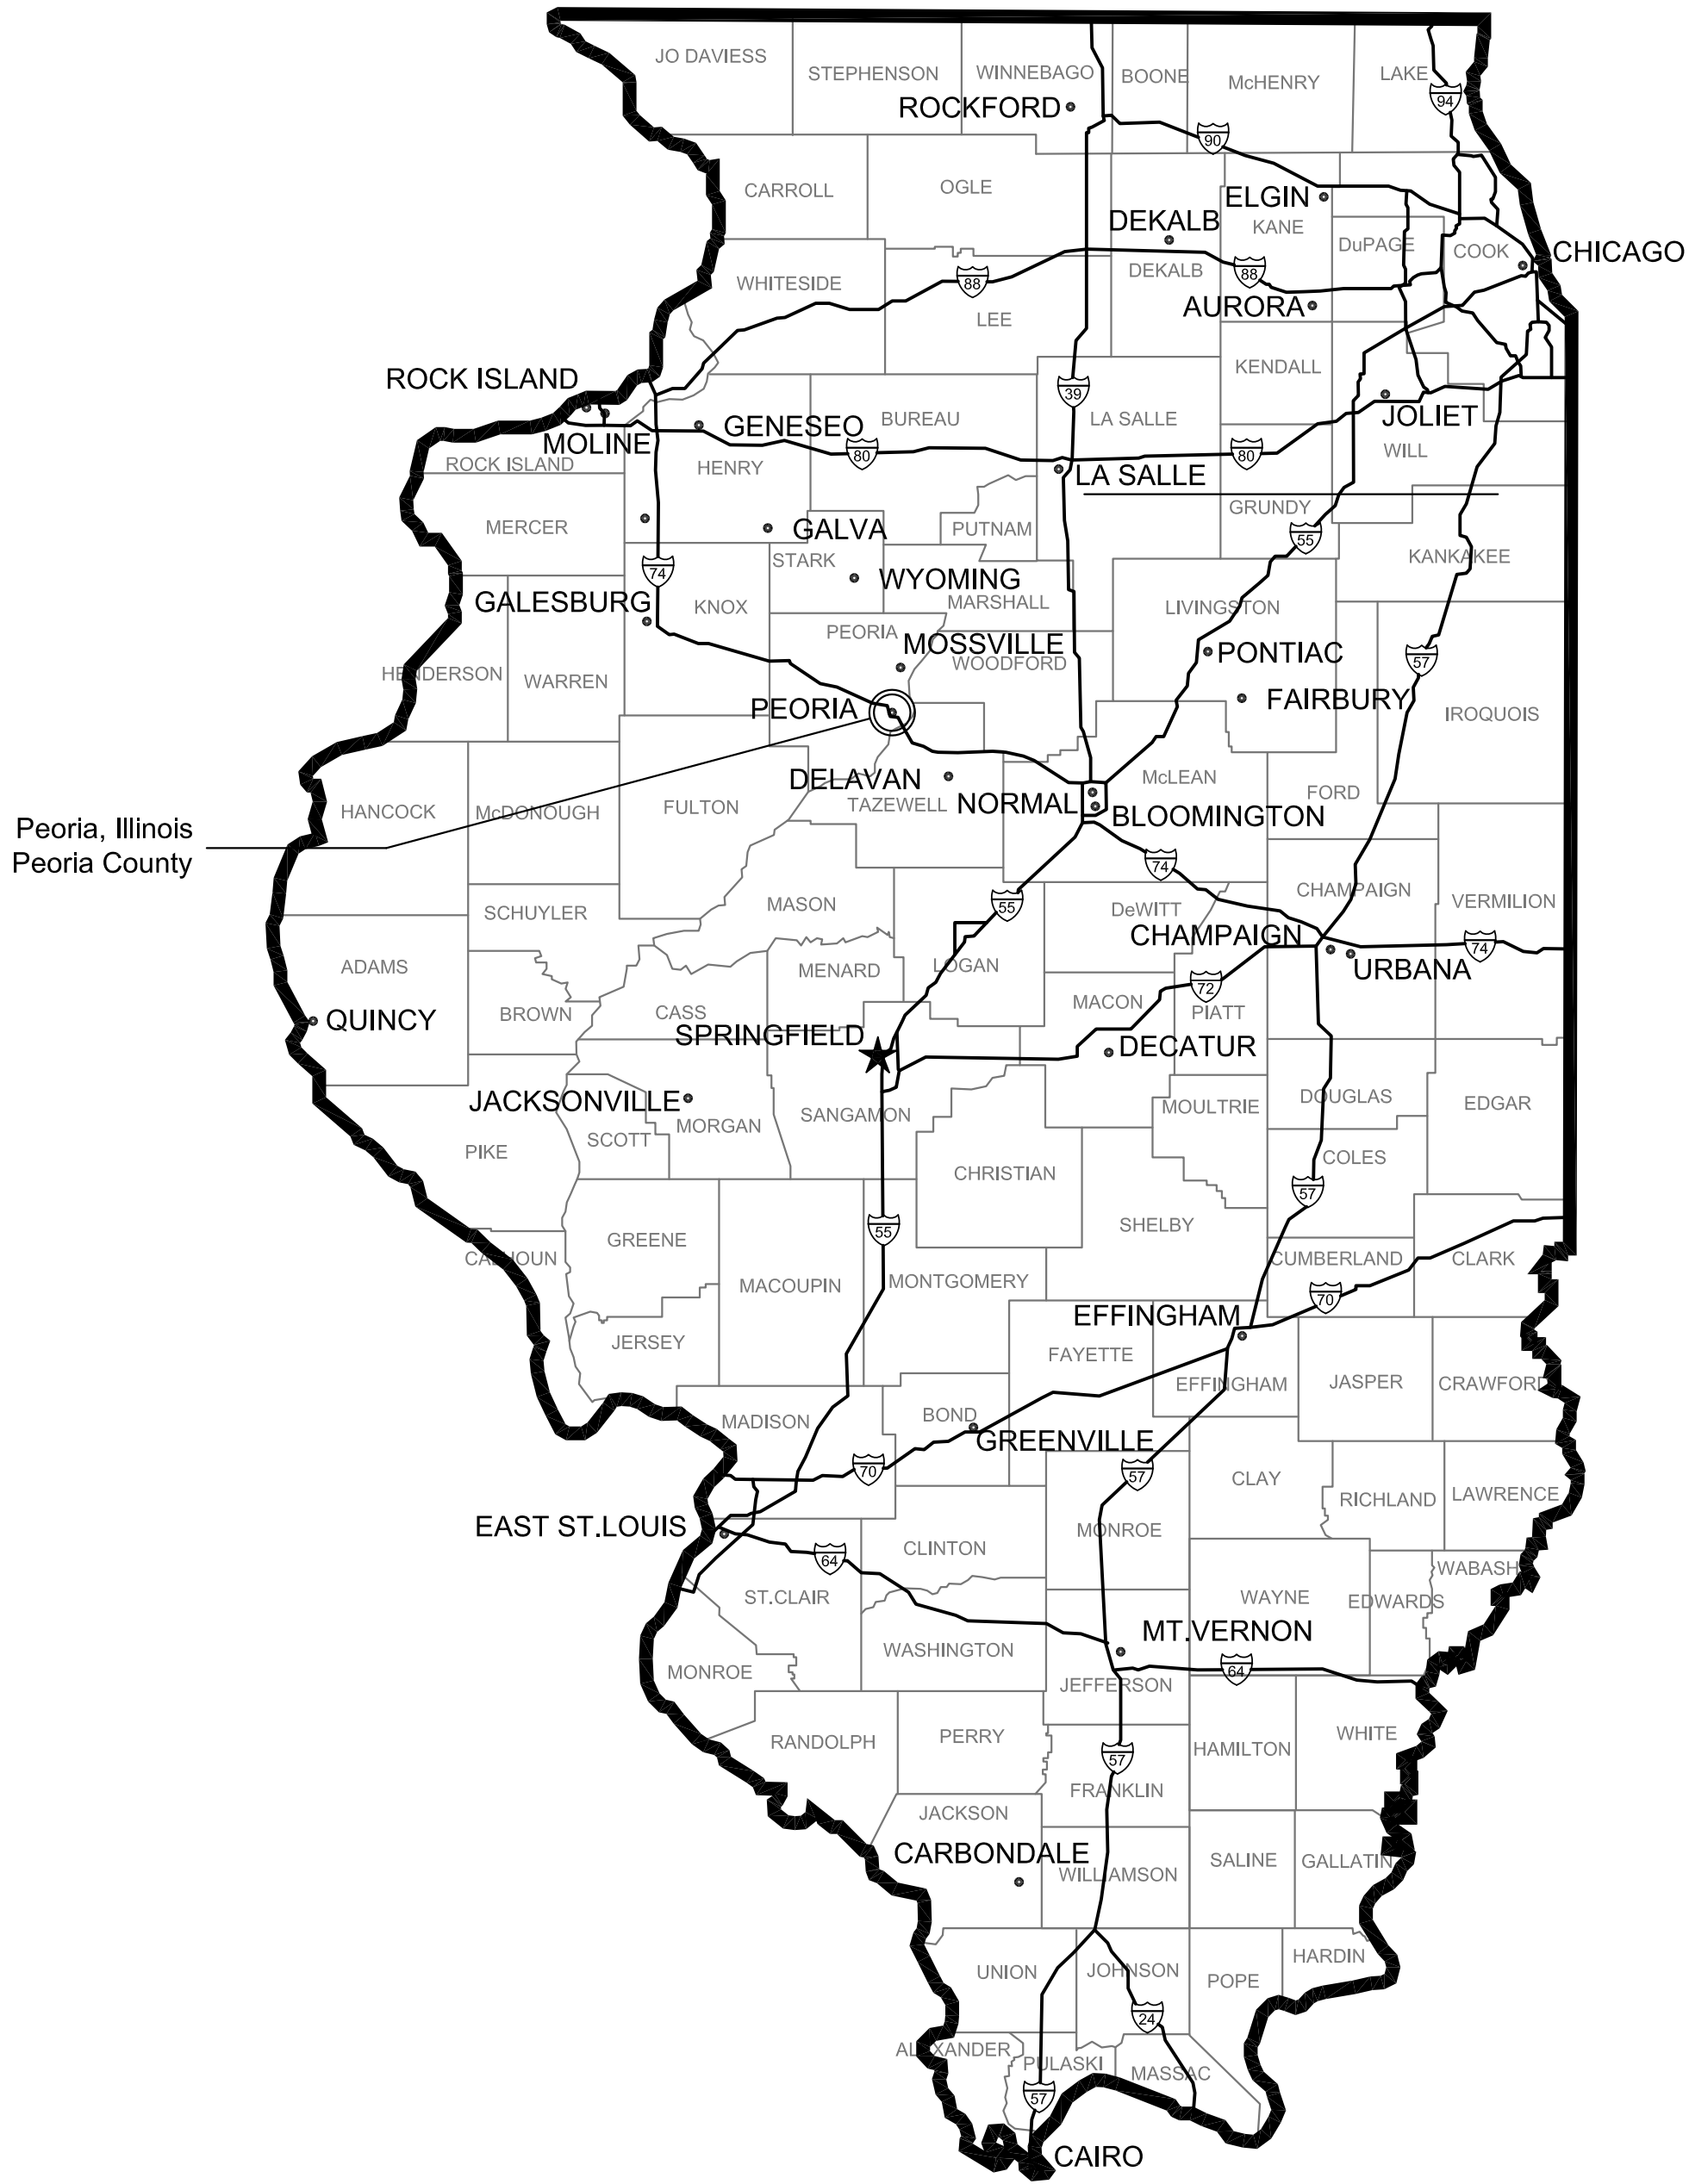 JO DAVIESS
STEPHENSON
WINNEBAGO
BOONE
McHENRY
LAKE
ROCKFORD
94
90
CARROLL
OGLE
ELGIN
KANE
DEKALB
DuPAGE
COOK
CHICAGO
DEKALB
88
WHITESIDE
88
AURORA
LEE
KENDALL
ROCK ISLAND
39
JOLIET
BUREAU
LA SALLE
GENESEO
MOLINE
WILL
80
80
ROCK ISLAND
HENRY
LA SALLE
GRUNDY
MERCER
GALVA
PUTNAM
55
KANKAKEE
STARK
74
WYOMING
GALESBURG
KNOX
MARSHALL
LIVINGSTON
PEORIA
MOSSVILLE
PONTIAC
57
HENDERSON
WARREN
WOODFORD
FAIRBURY
PEORIA
IROQUOIS
DELAVAN
McLEAN
HANCOCK
McDONOUGH
FULTON
TAZEWELL
NORMAL
FORD
BLOOMINGTON
Peoria, Illinois
Peoria County
74
CHAMPAIGN
VERMILION
MASON
55
DeWITT
SCHUYLER
CHAMPAIGN
74
ADAMS
MENARD
LOGAN
URBANA
72
MACON
QUINCY
BROWN
CASS
PIATT
SPRINGFIELD
DECATUR
JACKSONVILLE
MORGAN
SANGAMON
MOULTRIE
DOUGLAS
EDGAR
SCOTT
PIKE
CHRISTIAN
COLES
57
SHELBY
55
GREENE
CALHOUN
CUMBERLAND
CLARK
MACOUPIN
MONTGOMERY
70
EFFINGHAM
JERSEY
FAYETTE
EFFINGHAM
JASPER
CRAWFORD
MADISON
BOND
GREENVILLE
70
57
CLAY
RICHLAND
LAWRENCE
EAST ST.LOUIS
MONROE
CLINTON
64
WABASH
ST.CLAIR
WAYNE
EDWARDS
MT.VERNON
WASHINGTON
MONROE
64
JEFFERSON
RANDOLPH
PERRY
HAMILTON
WHITE
57
FRANKLIN
JACKSON
CARBONDALE
WILLIAMSON
SALINE
GALLATIN
HARDIN
UNION
JOHNSON
POPE
24
ALEXANDER
PULASKI
MASSAC
57
CAIRO